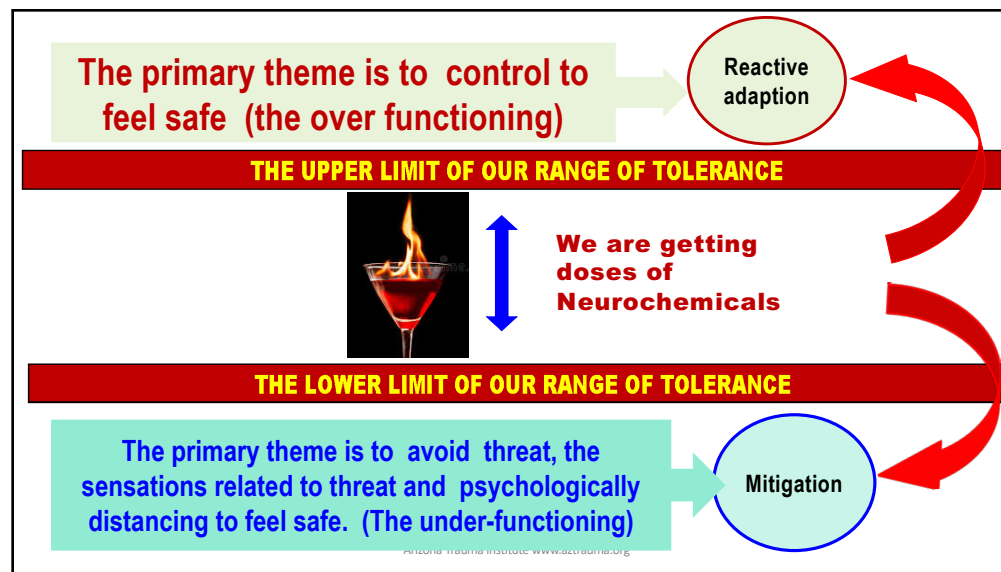 The primary theme is to control to
feel safe (the over functioning)
Reactive
adaption
THE UPPER LIMIT OF OUR RANGE OF TOLERANCE
We are getting
doses of
Neurochemicals
THE LOWER LIMIT OF OUR RANGE OF TOLERANCE
The primary theme is to avoid threat, the
sensations related to threat and psychologically
distancing to feel safe. (The under-functioning)
Mitigation
Arizona Trauma Institute www.aztrauma.org